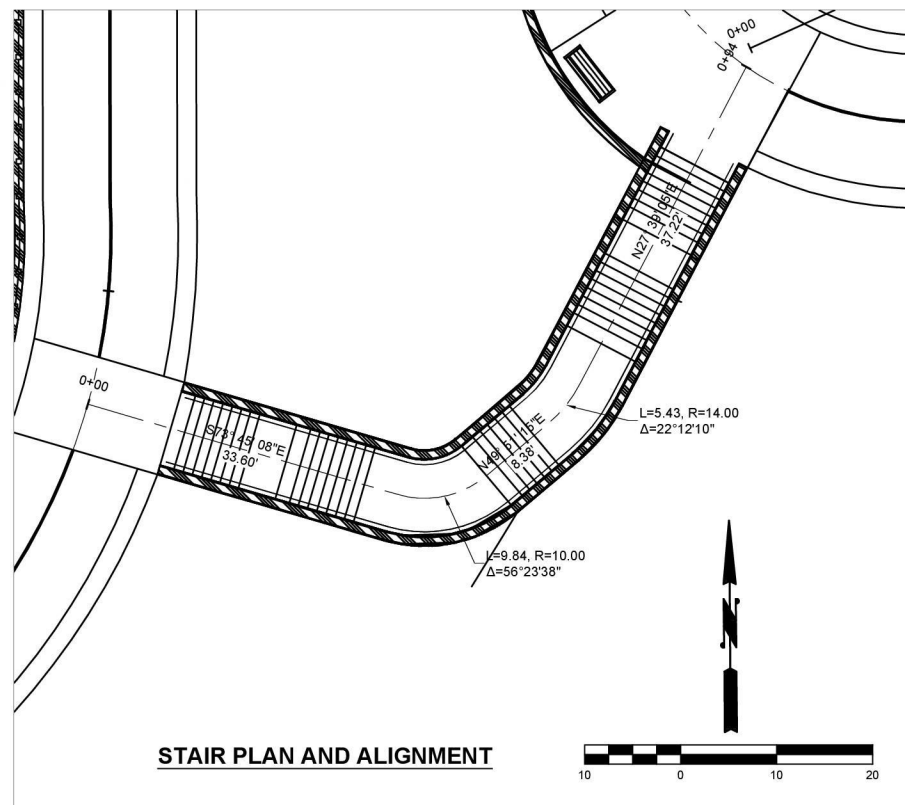 0+00
0+94
N27° 39' 05"E
37.22'
0+00
S73° 45' 08"E
33.60'
N49° 51' 15"E
8.38'
L=5.43, R=14.00
Δ=22°12'10"
L=9.84, R=10.00
Δ=56°23'38"
N
STAIR PLAN AND ALIGNMENT
10 0 10 20